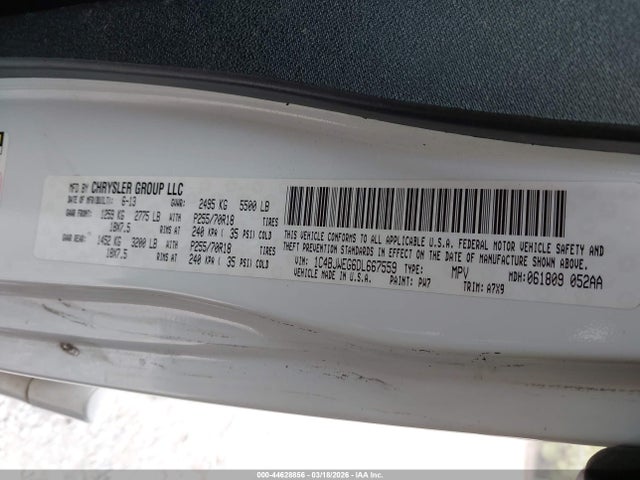 MFD BY CHRYSLER GROUP LLC
DATE OF MFR(BUILT): 6-13 GVWR: 2495 KG 5500 LB
GAWR FRONT: 1259 KG 2775 LB WITH P255/70R18 TIRES
18X7.5 RIMS AT 240 KPA ( 35 PSI) COLD
GAWR REAR: 1452 KG 3200 LB WITH P255/70R18 TIRES
18X7.5 RIMS AT 240 KPA ( 35 PSI) COLD
THIS VEHICLE CONFORMS TO ALL APPLICABLE U.S.A. FEDERAL MOTOR VEHICLE SAFETY AND
THEFT PREVENTION STANDARDS IN EFFECT ON THE DATE OF MANUFACTURE SHOWN ABOVE.
VIN: 1C4BJWEG6DL667559 MPV MDH: 061809 052AA
MADE IN U.S.A. PAINT: PW7 TRIM: A7X9
000-44628856 - 03/18/2026 - IAA Inc.